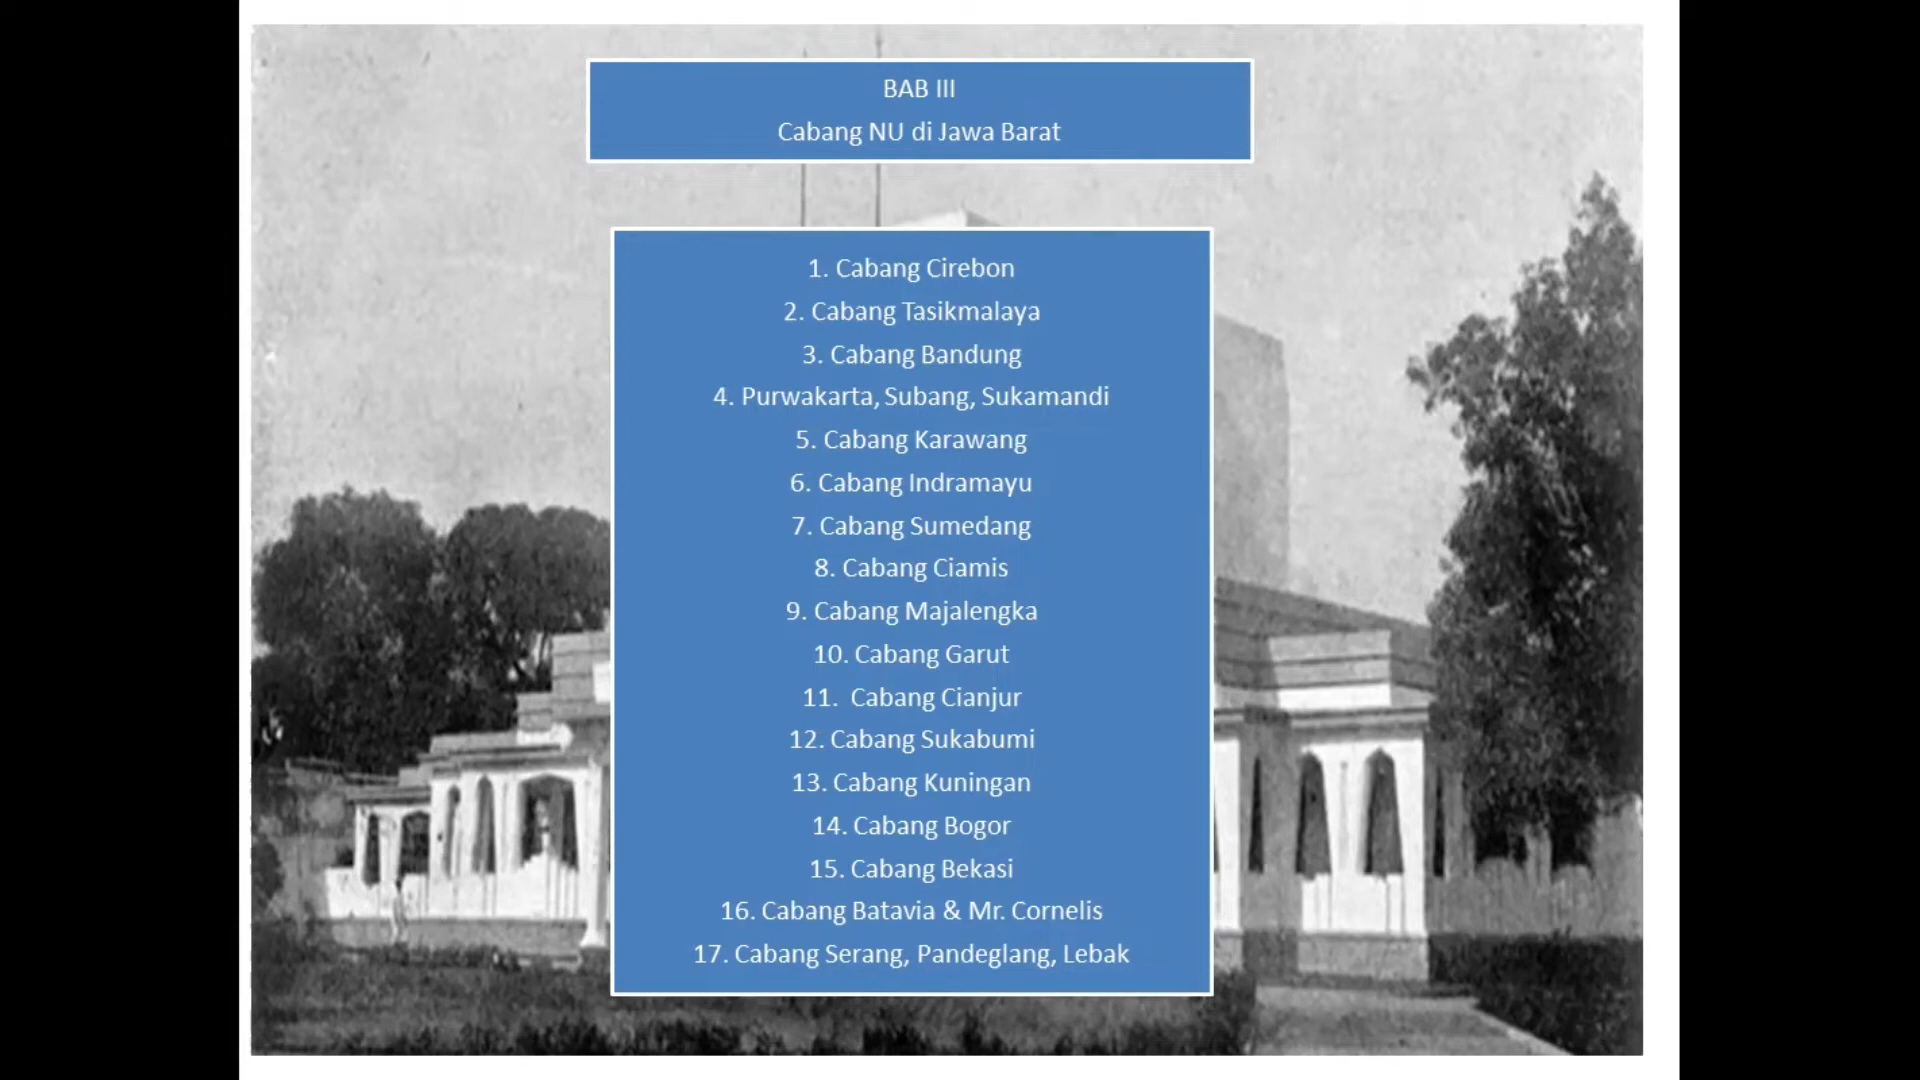 BAB III
Cabang NU di Jawa Barat
1. Cabang Cirebon
2. Cabang Tasikmalaya
3. Cabang Bandung
4. Purwakarta, Subang, Sukamandi
5. Cabang Karawang
6. Cabang Indramayu
7. Cabang Sumedang
8. Cabang Ciamis
9. Cabang Majalengka
10. Cabang Garut
11.  Cabang Cianjur
12. Cabang Sukabumi
13. Cabang Kuningan
14. Cabang Bogor
15. Cabang Bekasi
16. Cabang Batavia & Mr. Cornelis
17. Cabang Serang, Pandeglang, Lebak